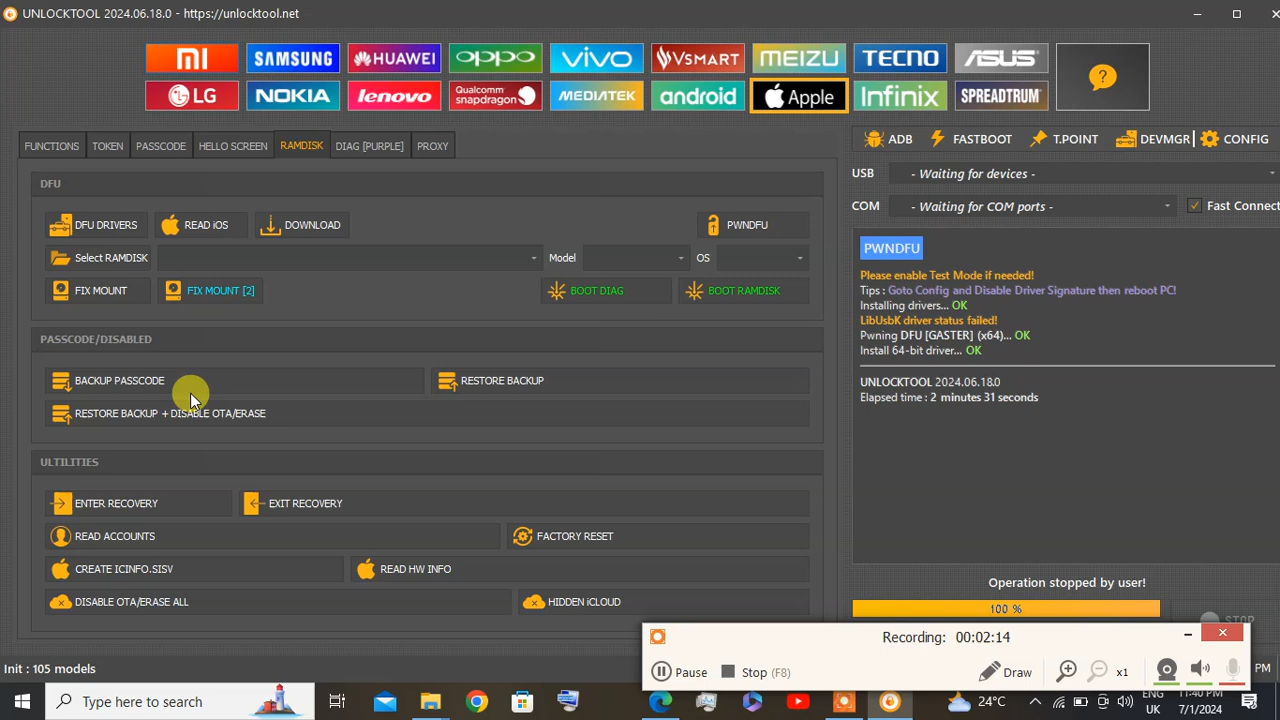 UNLOCKTOOL 2024.06.18.0 - https://unlocktool.net
mi SAMSUNG HUAWEI oppo vivo VSMART MEIZU TECNO ASUS ?
LG NOKIA lenovo Qualcomm snapdragon MEDIATEK android Apple Infinix SPREADTRUM
FUNCTIONS TOKEN PASSCODE HELLO SCREEN RAMDISK DIAG [PURPLE] PROXY
ADB FASTBOOT T.POINT DEVMGR CONFIG
USB - Waiting for devices -
COM - Waiting for COM ports - Fast Connect
DFU
DFU DRIVERS READ iOS DOWNLOAD PWNDFU
Select RAMDISK Model OS
FIX MOUNT FIX MOUNT [2] BOOT DIAG BOOT RAMDISK
PASSCODE/DISABLED
BACKUP PASSCODE RESTORE BACKUP
RESTORE BACKUP + DISABLE OTA/ERASE
ULTILITIES
ENTER RECOVERY EXIT RECOVERY
READ ACCOUNTS FACTORY RESET
CREATE ICINFO.SISV READ HW INFO
DISABLE OTA/ERASE ALL HIDDEN iCLOUD
PWNDFU
Please enable Test Mode if needed!
Tips : Goto Config and Disable Driver Signature then reboot PC!
Installing drivers... OK
LibUsbK driver status failed!
Pwning DFU [GASTER] (x64)... OK
Install 64-bit driver... OK
UNLOCKTOOL 2024.06.18.0
Elapsed time : 2 minutes 31 seconds
Operation stopped by user!
100 %
STOP
Init : 105 models
Recording: 00:02:14
Pause Stop (F8) Draw x1
PM
Type here to search
24°C
ENG
UK
11:40 PM
7/1/2024